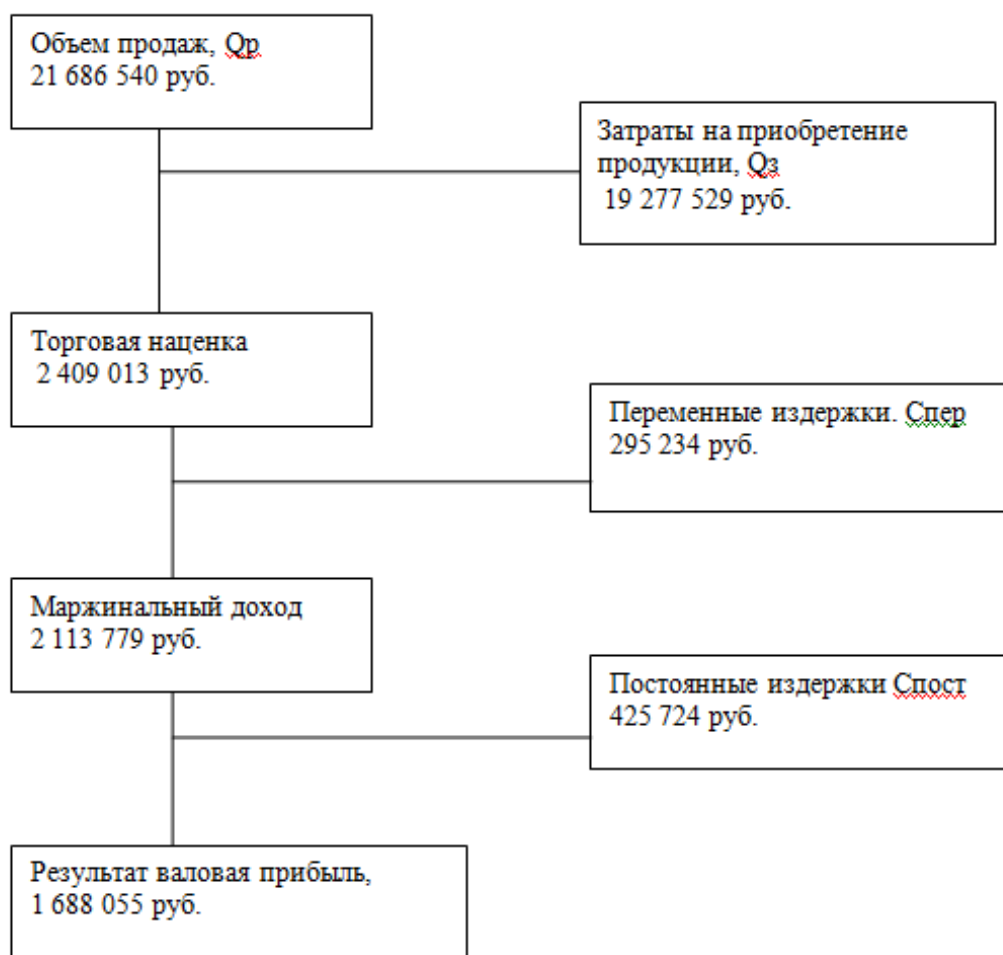 Объем продаж, Qp
21 686 540 руб.
Затраты на приобретение
продукции, Qз
19 277 529 руб.
Торговая наценка
2 409 013 руб.
Переменные издержки. Спер
295 234 руб.
Маржинальный доход
2 113 779 руб.
Постоянные издержки Спост
425 724 руб.
Результат валовая прибыль,
1 688 055 руб.